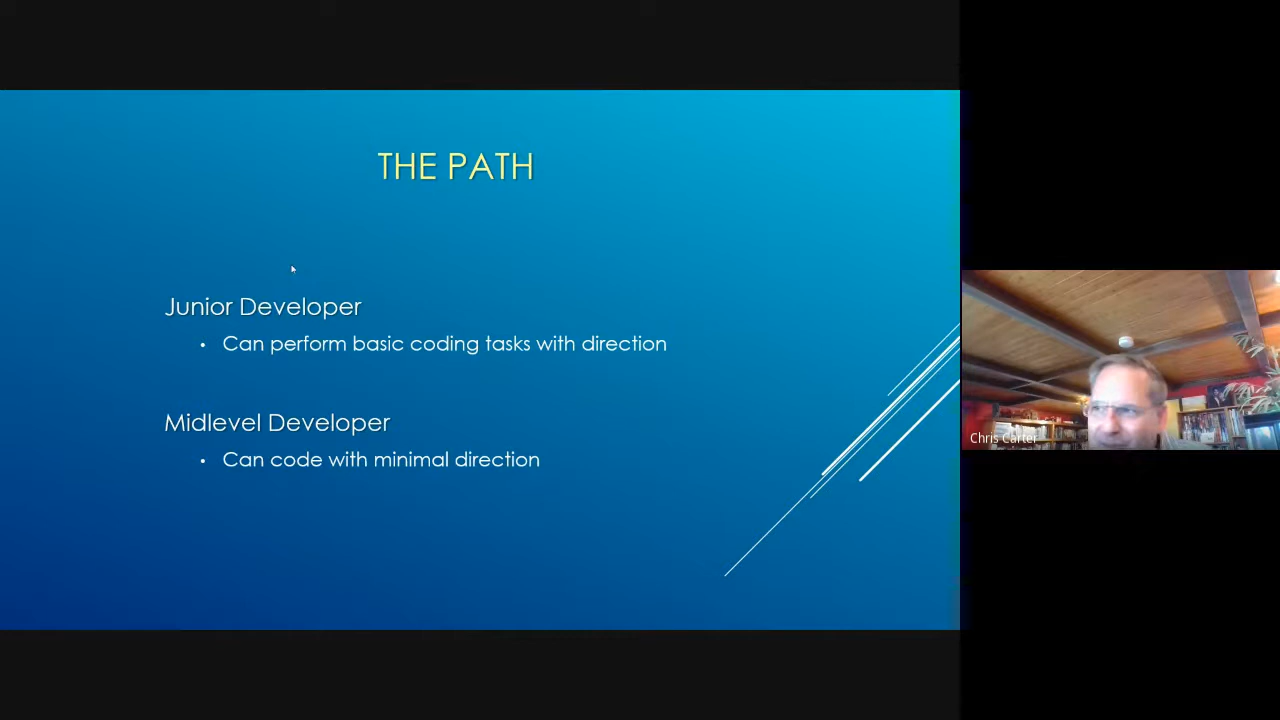 THE PATH
Junior Developer
• Can perform basic coding tasks with direction
Midlevel Developer
• Can code with minimal direction
Chris Carter